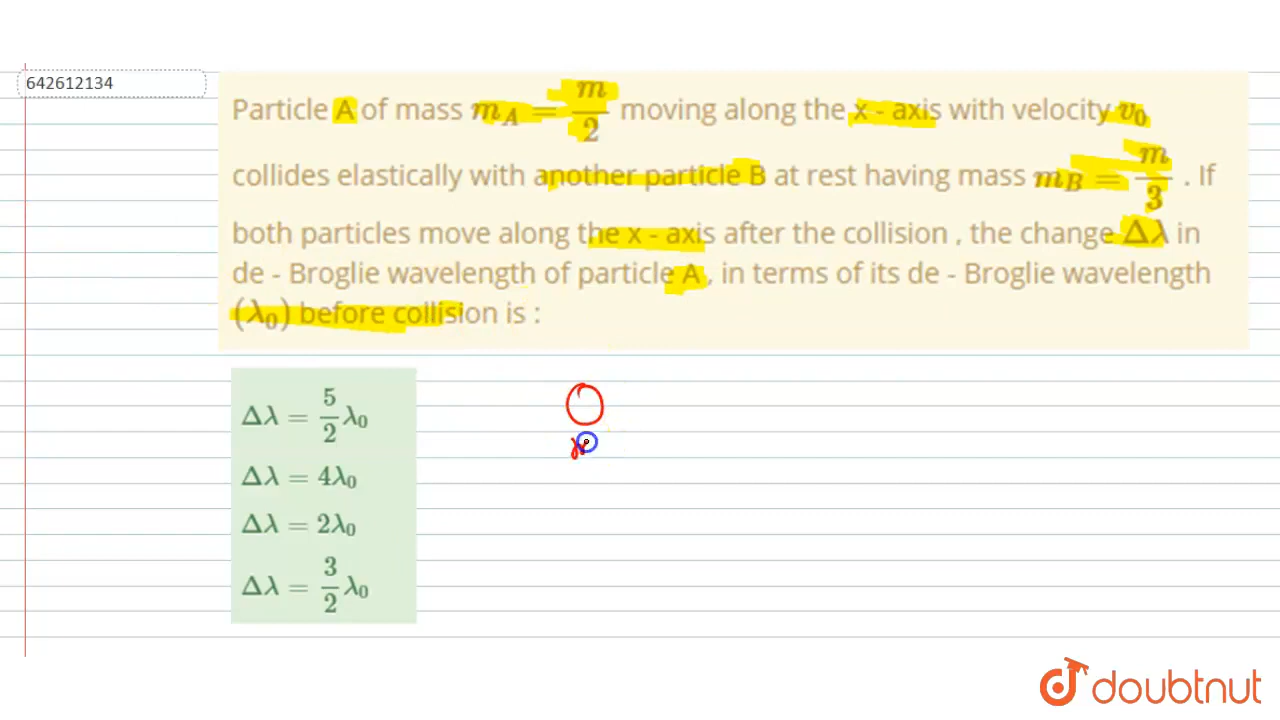 642612134
Particle A of mass m_A = m/2 moving along the x - axis with velocity v_0
collides elastically with another particle B at rest having mass m_B = m/3 . If
both particles move along the x - axis after the collision , the change Δλ in
de - Broglie wavelength of particle A , in terms of its de - Broglie wavelength
(λ_0) before collision is :
Δλ = 5/2 λ_0
Δλ = 4λ_0
Δλ = 2λ_0
Δλ = 3/2 λ_0
doubtnut